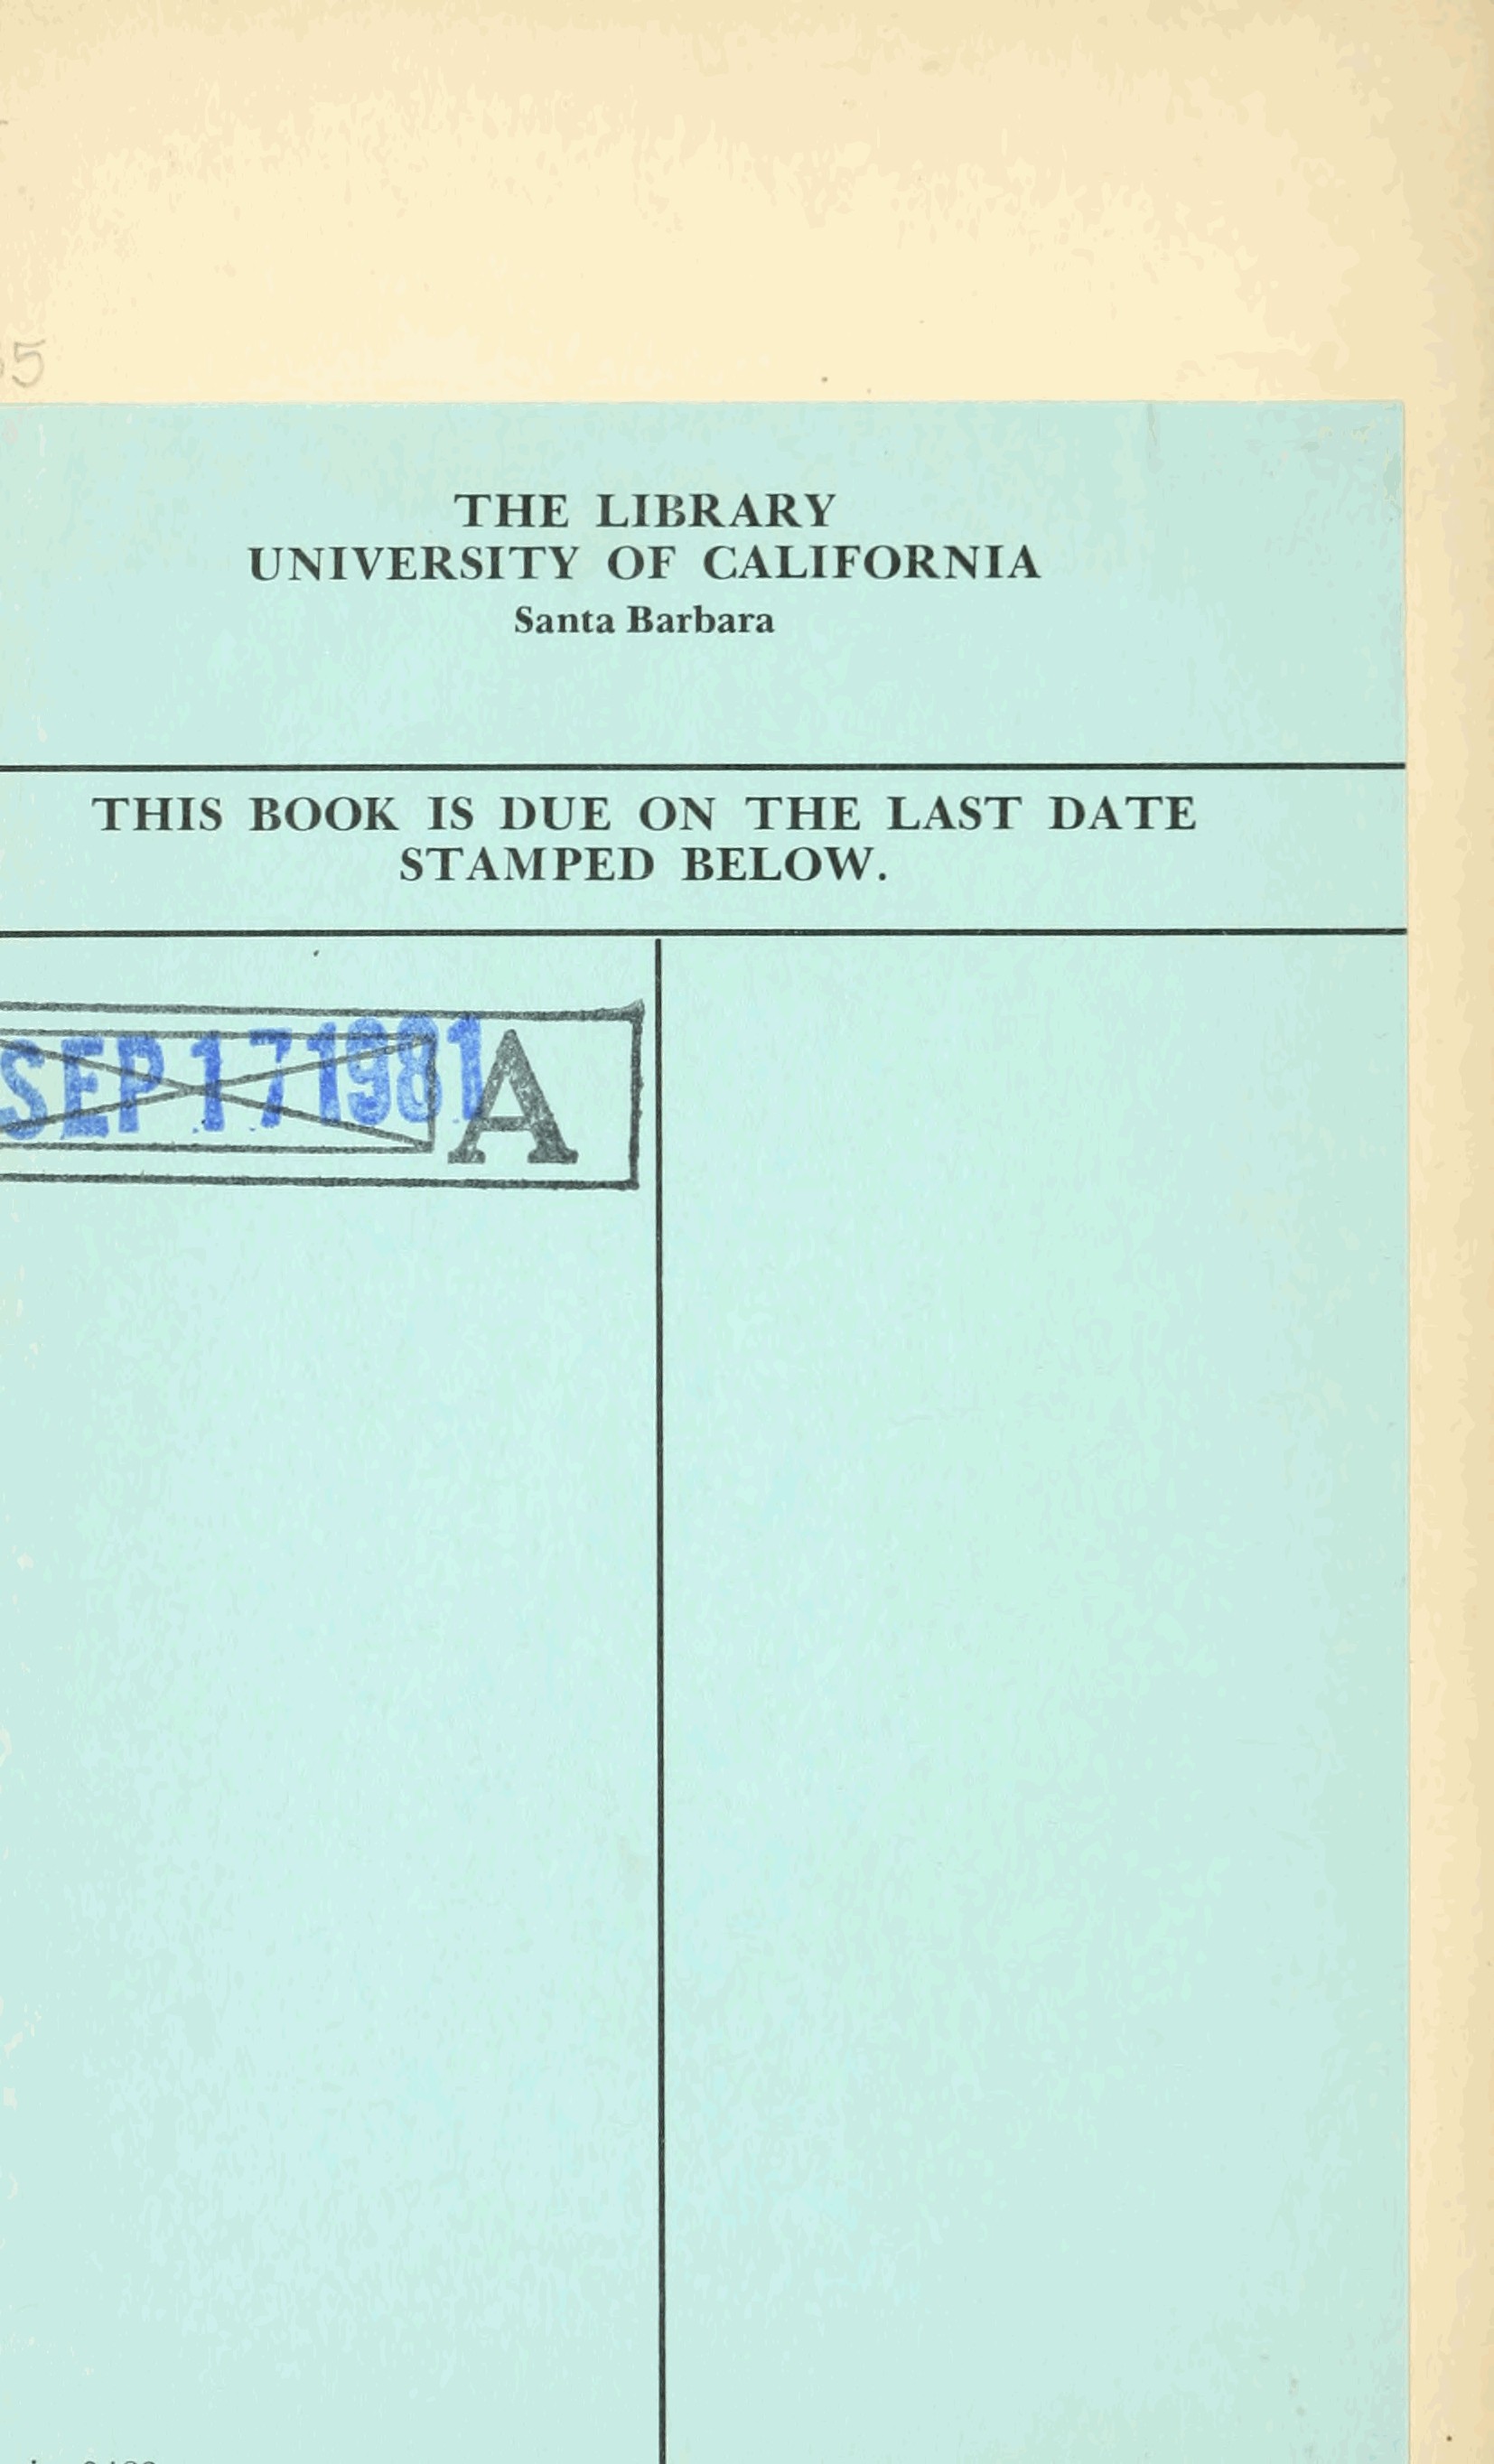 THE LIBRARY
UNIVERSITY OF CALIFORNIA
Santa Barbara
THIS BOOK IS DUE ON THE LAST DATE
STAMPED BELOW.
SEP 17 1981 A